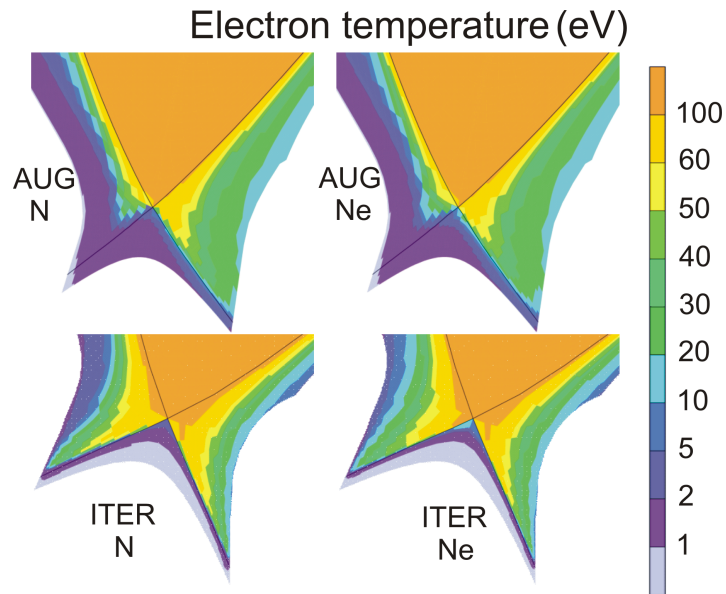 Electron temperature (eV)
AUG
N
AUG
Ne
100
60
50
40
30
20
10
5
2
1
ITER
N
ITER
Ne